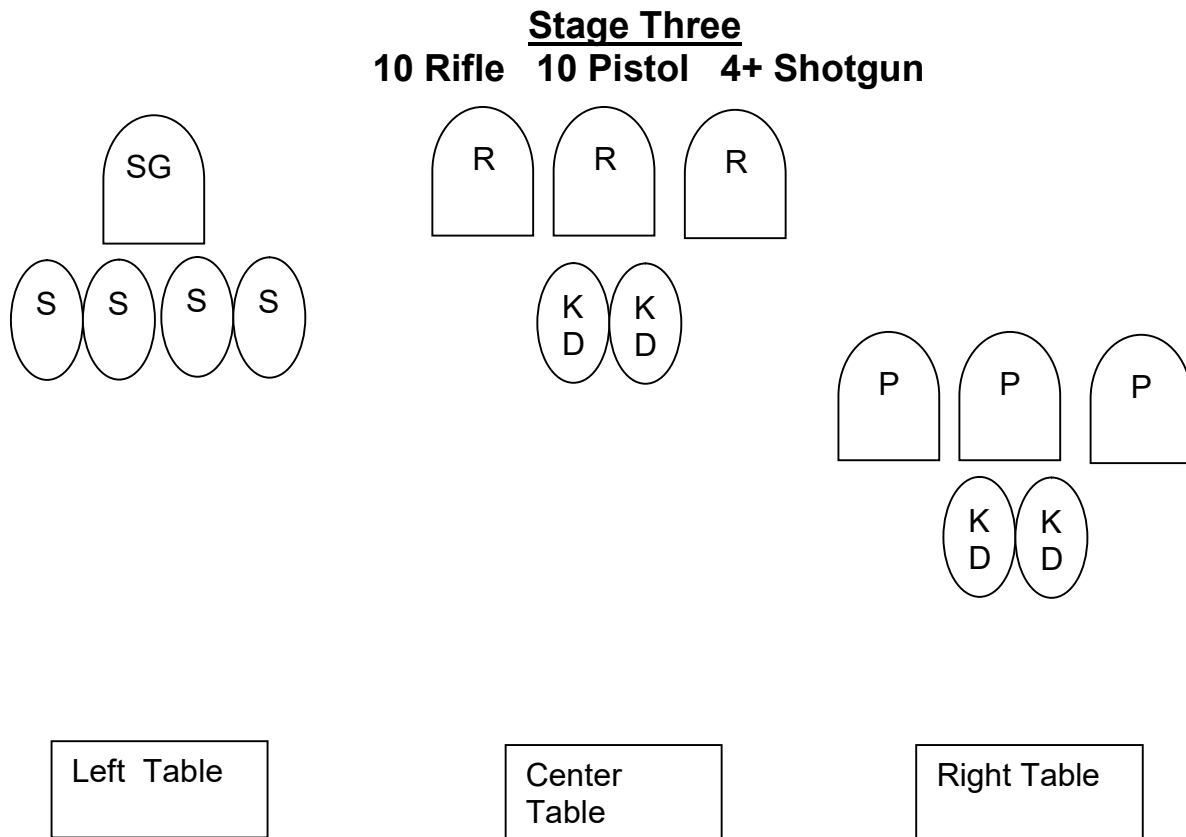 Stage Three
10 Rifle 10 Pistol 4+ Shotgun
SG
R R R
S S S S
K K
D D
P P P
K K
D D
Left Table
Center
Table
Right Table